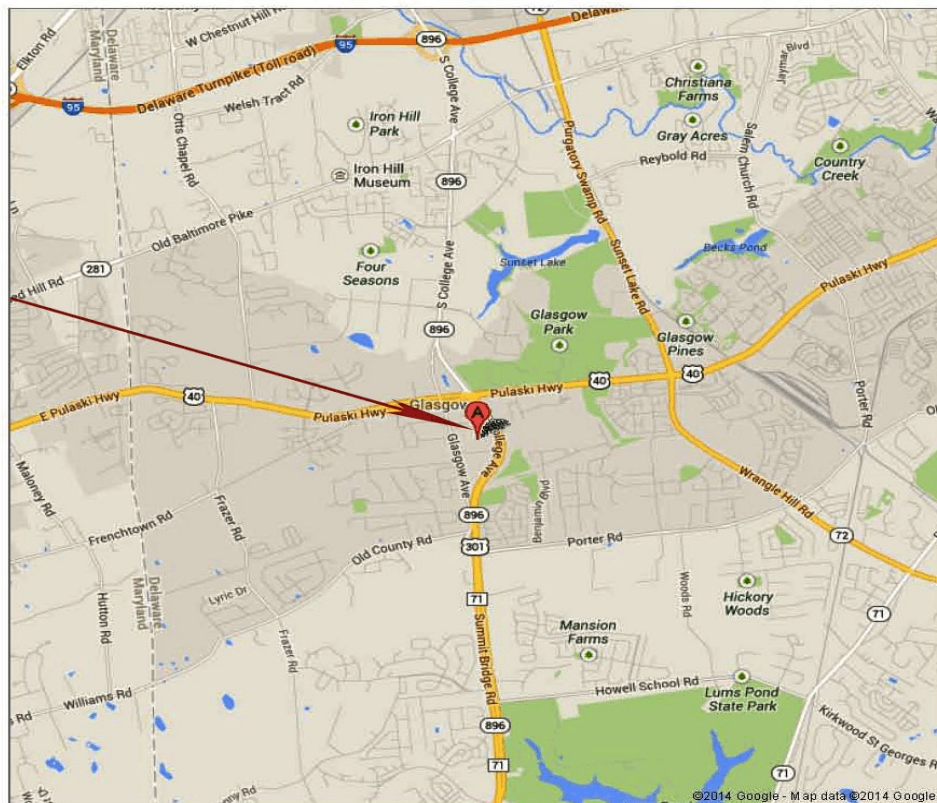 W Chestnut Hill Rd
896
95
Elkton Rd
Delaware
Maryland
Delaware Turnpike (Toll road)
95
Welsh Tract Rd
S College Ave
Otts Chapel Rd
Iron Hill
Park
Christiana
Farms
Jaymar Blvd
Gray Acres
Salem Church Rd
Reybold Rd
Country
Creek
Purgatory Swamp Rd
Iron Hill
Museum
896
Old Baltimore Pike
281
Four
Seasons
S College Ave
Sunset Lake
Becks Pond
Sunset Lake Rd
Pulaski Hwy
896
Glasgow
Park
Glasgow
Pines
40
E Pulaski Hwy
40
Pulaski Hwy
Glasgow
Pulaski Hwy
40
Porter Rd
A
College Ave
Glasgow Ave
Maloney Rd
Frenchtown Rd
Frazer Rd
Benjamin Blvd
Wrangle Hill Rd
896
Old County Rd
301
Porter Rd
72
Delaware
Maryland
Hutton Rd
Lyric Dr
Woods Rd
Hickory
Woods
71
71
Frazer Rd
Summit Bridge Rd
Mansion
Farms
Williams Rd
Howell School Rd
Lums Pond
State Park
896
Kirkwood St Georges Rd
71
71
©2014 Google - Map data ©2014 Google